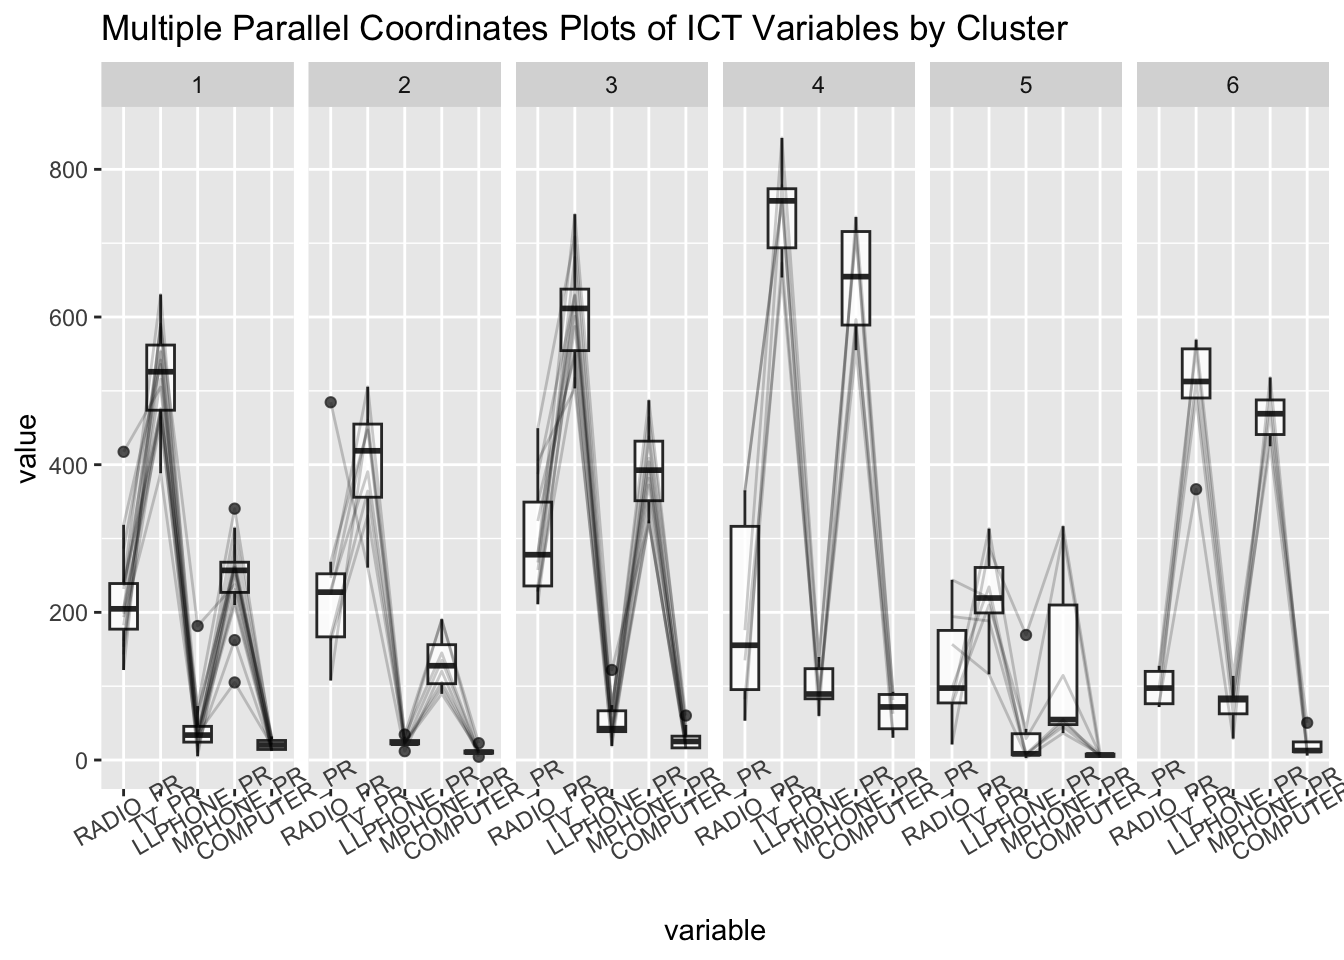 Multiple Parallel Coordinates Plots of ICT Variables by Cluster
1 2 3 4 5 6
800
600
400
200
0
value
RADIO_PR TV_PR LLPHONE_PR MPHONE_PR COMPUTER_PR RADIO_PR TV_PR LLPHONE_PR MPHONE_PR COMPUTER_PR RADIO_PR TV_PR LLPHONE_PR MPHONE_PR COMPUTER_PR RADIO_PR TV_PR LLPHONE_PR MPHONE_PR COMPUTER_PR RADIO_PR TV_PR LLPHONE_PR MPHONE_PR COMPUTER_PR RADIO_PR TV_PR LLPHONE_PR MPHONE_PR COMPUTER
variable